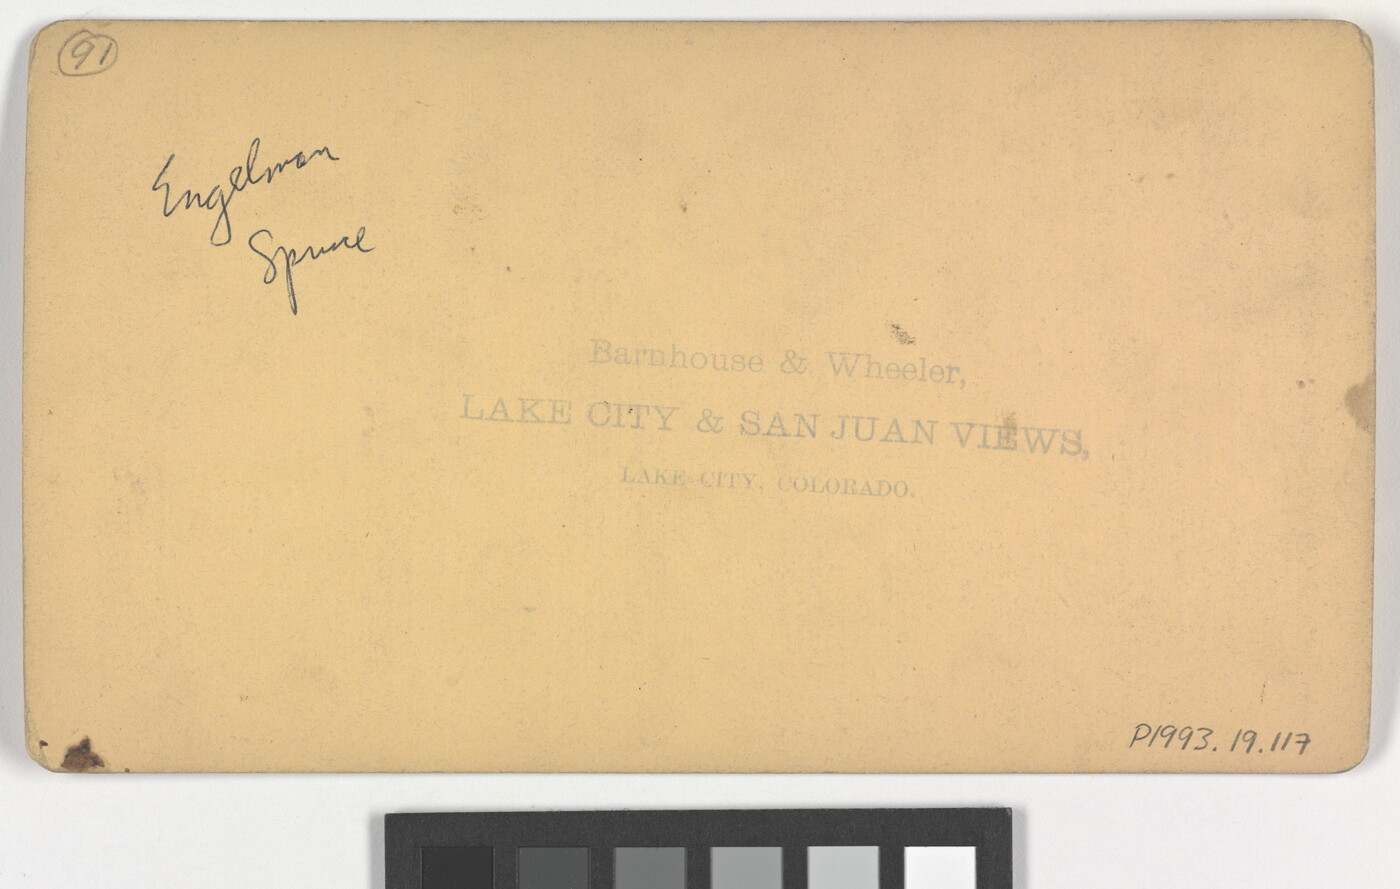 91
Engelman
Spruce
Barnhouse & Wheeler,
LAKE CITY & SAN JUAN VIEWS,
LAKE CITY, COLORADO.
P1993.19.117